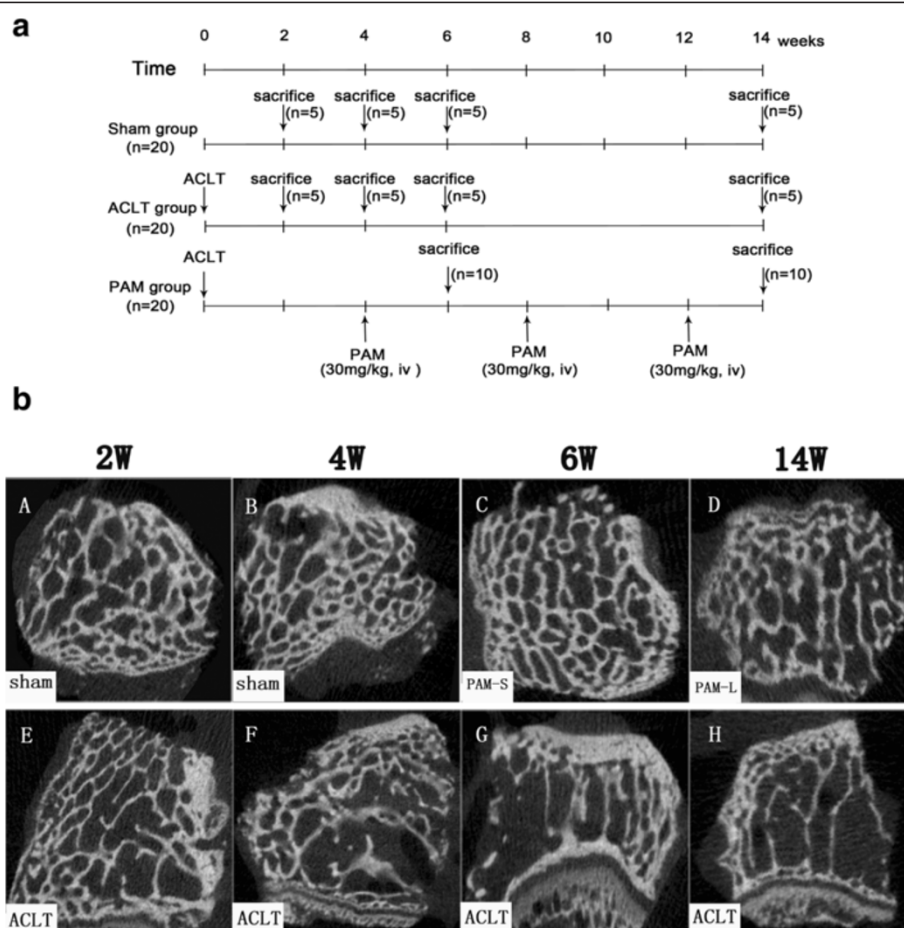 a
0 2 4 6 8 10 12 14 weeks
Time
sacrifice sacrifice sacrifice sacrifice
(n=5) (n=5) (n=5) (n=5)
Sham group
(n=20)
ACLT sacrifice sacrifice sacrifice sacrifice
(n=5) (n=5) (n=5) (n=5)
ACLT group
(n=20)
ACLT sacrifice sacrifice
(n=10) (n=10)
PAM group
(n=20)
PAM PAM PAM
(30mg/kg, iv ) (30mg/kg, iv) (30mg/kg, iv)
b
2W 4W 6W 14W
A B C D
sham sham PAM-S PAM-L
E F G H
ACLT ACLT ACLT ACLT